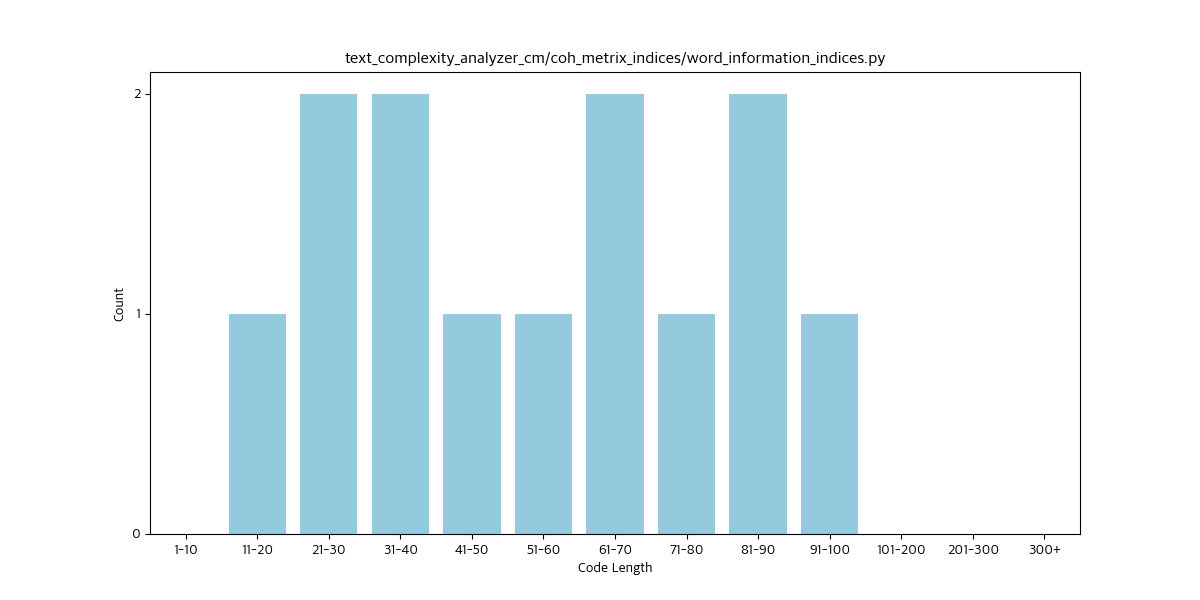 text_complexity_analyzer_cm/coh_metrix_indices/word_information_indices.py
2
1
0
Count
1-10 11-20 21-30 31-40 41-50 51-60 61-70 71-80 81-90 91-100 101-200 201-300 300+
Code Length